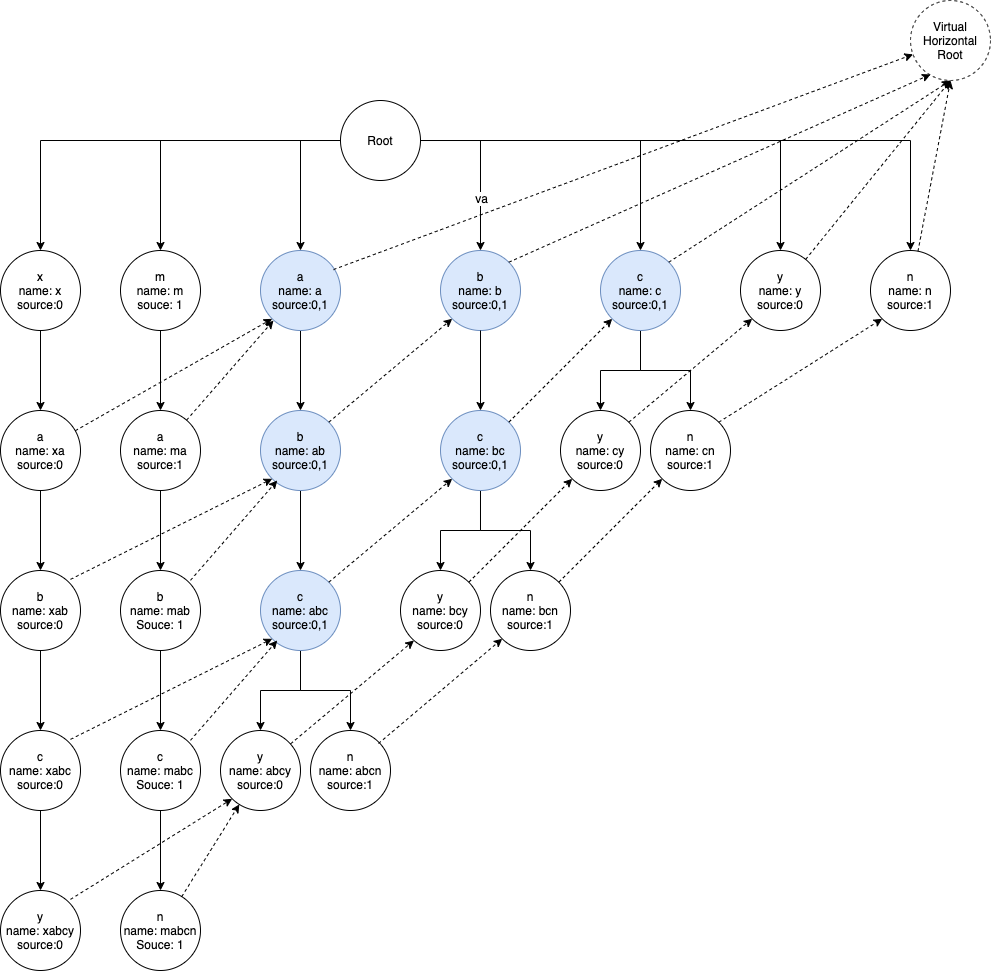 Virtual
Horizontal
Root
Root
va
x
name: x
source:0
m
name: m
souce: 1
a
name: a
source:0,1
b
name: b
source:0,1
c
name: c
source:0,1
y
name: y
source:0
n
name: n
source:1
a
name: xa
source:0
a
name: ma
source:1
b
name: ab
source:0,1
c
name: bc
source:0,1
y
name: cy
source:0
n
name: cn
source:1
b
name: xab
source:0
b
name: mab
Souce: 1
c
name: abc
source:0,1
y
name: bcy
source:0
n
name: bcn
source:1
c
name: xabc
source:0
c
name: mabc
Souce: 1
y
name: abcy
source:0
n
name: abcn
source:1
y
name: xabcy
source:0
n
name: mabcn
Souce: 1